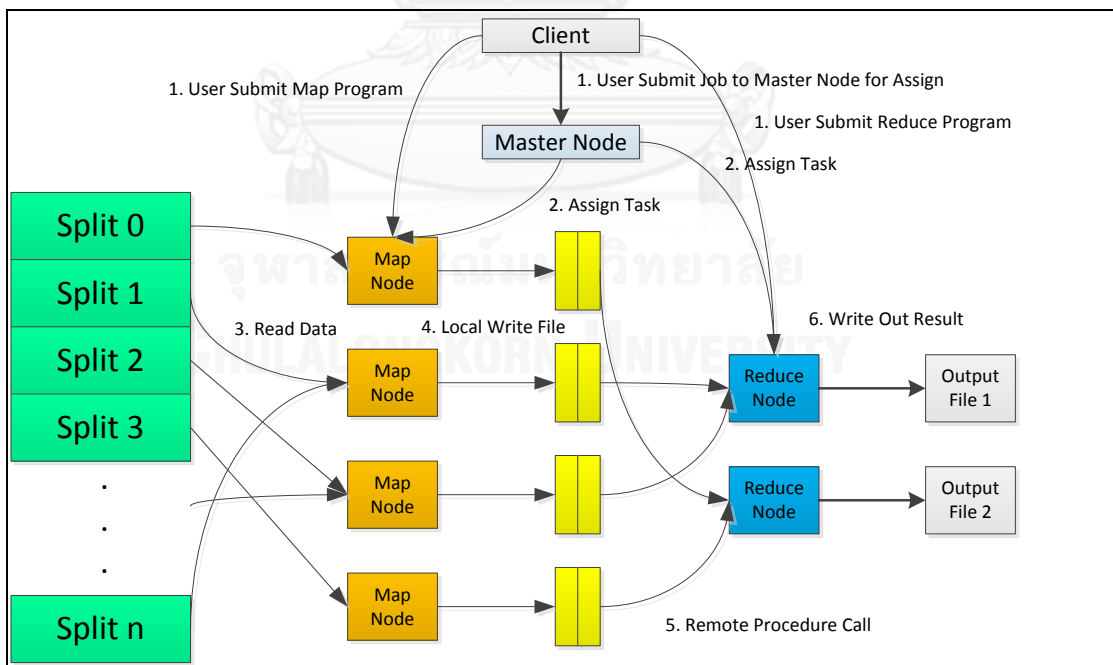 Client
1. User Submit Map Program
1. User Submit Job to Master Node for Assign
1. User Submit Reduce Program
Master Node
2. Assign Task
2. Assign Task
Split 0
Split 1
Split 2
Split 3
.
.
.
Split n
Map
Node
3. Read Data
4. Local Write File
6. Write Out Result
Map
Node
Reduce
Node
Output
File 1
Map
Node
Reduce
Node
Output
File 2
Map
Node
5. Remote Procedure Call
CHULALONGKORN UNIVERSITY